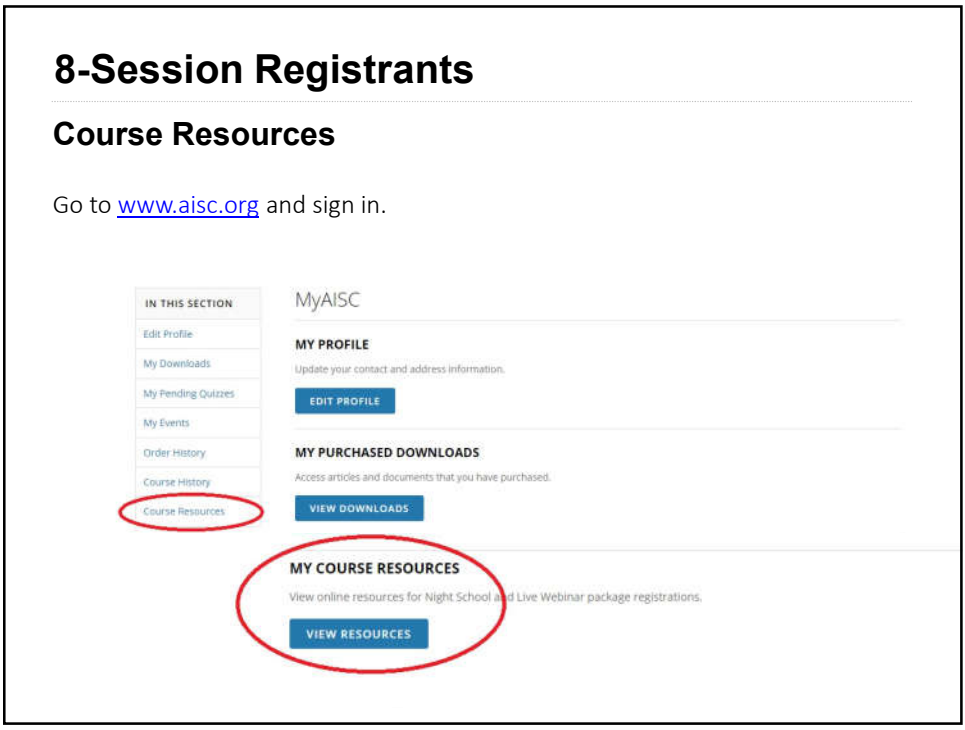 8-Session Registrants
Course Resources
Go to www.aisc.org and sign in.
IN THIS SECTION
Edit Profile
My Downloads
My Pending Quizzes
My Events
Order History
Course History
Course Resources
MyAISC
MY PROFILE
Update your contact and address information.
EDIT PROFILE
MY PURCHASED DOWNLOADS
Access articles and documents that you have purchased.
VIEW DOWNLOADS
MY COURSE RESOURCES
View online resources for Night School and Live Webinar package registrations.
VIEW RESOURCES